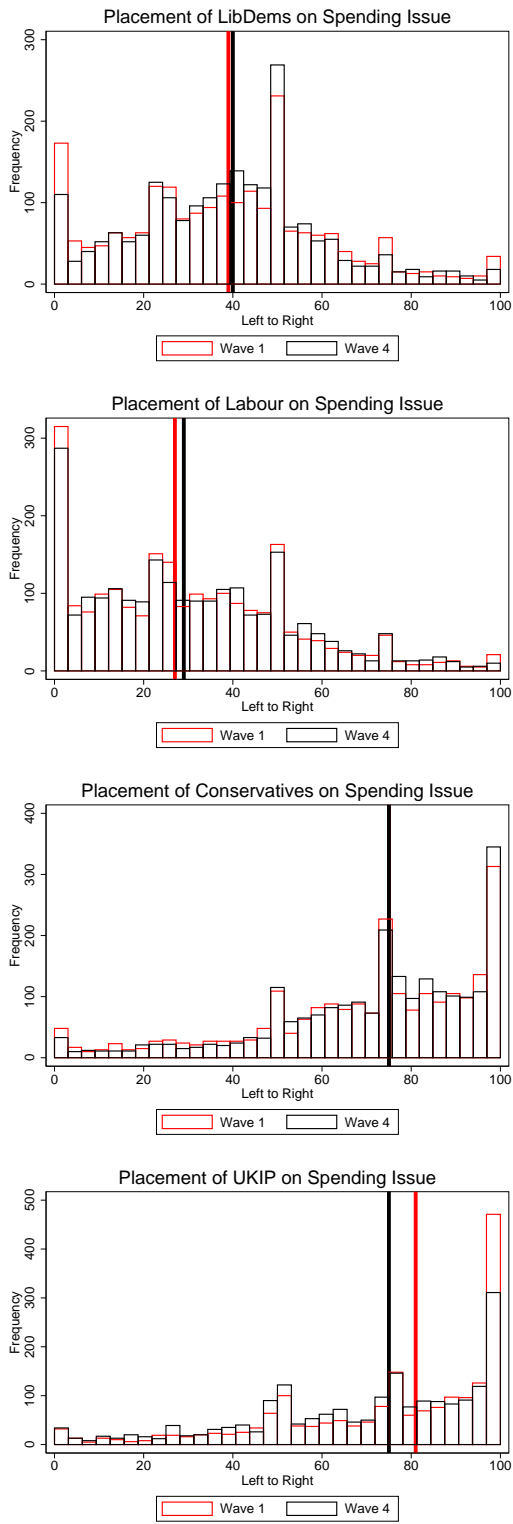 Placement of LibDems on Spending Issue
300
200
100
0
Frequency
0 20 40 60 80 100
Left to Right
Wave 1 Wave 4
Placement of Labour on Spending Issue
300
200
100
0
Frequency
0 20 40 60 80 100
Left to Right
Wave 1 Wave 4
Placement of Conservatives on Spending Issue
400
300
200
100
0
Frequency
0 20 40 60 80 100
Left to Right
Wave 1 Wave 4
Placement of UKIP on Spending Issue
500
400
300
200
100
0
Frequency
0 20 40 60 80 100
Left to Right
Wave 1 Wave 4